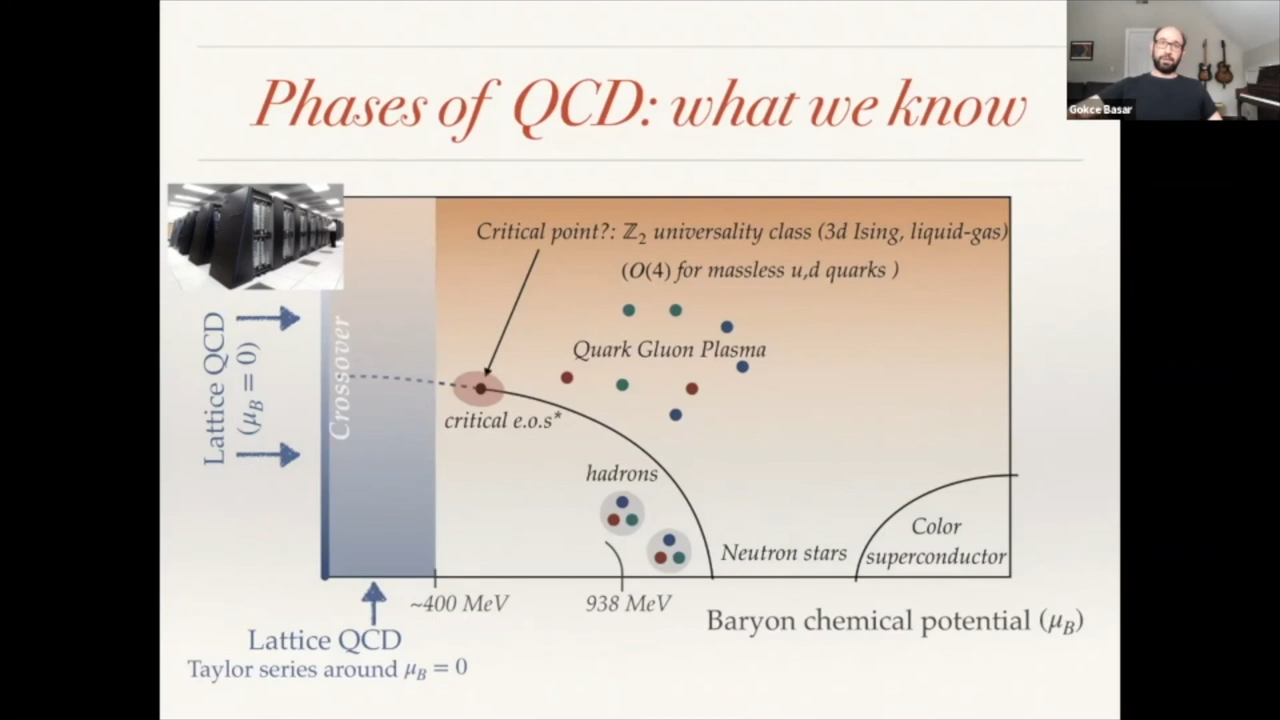 Phases of QCD: what we know
Gokce Basar
Critical point?: ℤ₂ universality class (3d Ising, liquid-gas)
(O(4) for massless u,d quarks )
Quark Gluon Plasma
Crossover
Lattice QCD
(μ_B = 0)
critical e.o.s*
hadrons
Neutron stars
Color
superconductor
~400 MeV
938 MeV
Baryon chemical potential (μ_B)
Lattice QCD
Taylor series around μ_B = 0